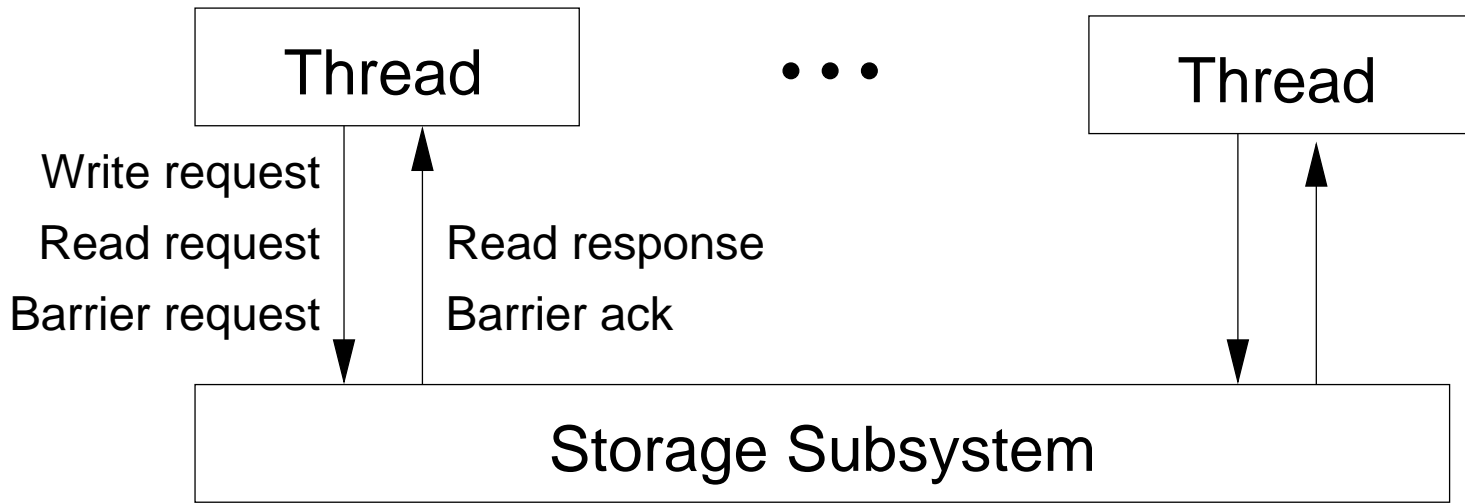 Thread
• • •
Thread
Write request
Read request
Read response
Barrier request
Barrier ack
Storage Subsystem